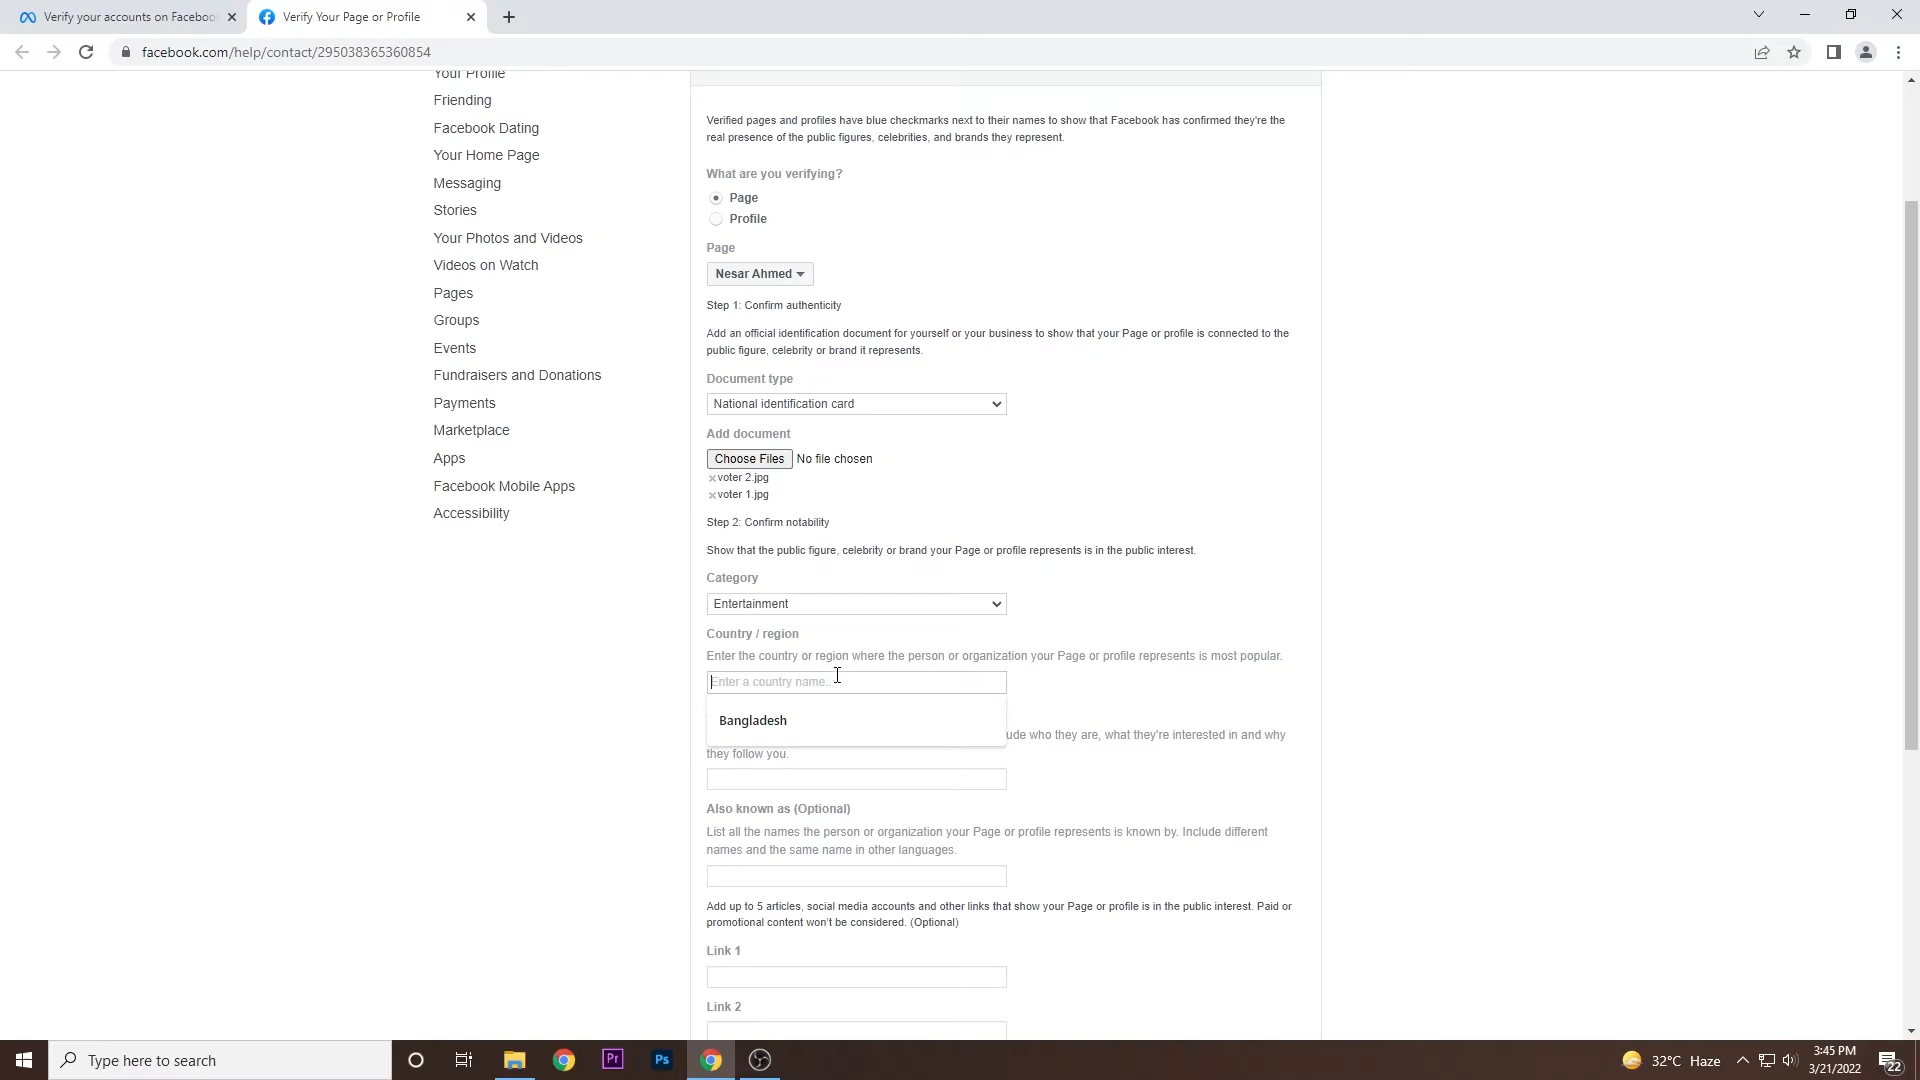 Verify your accounts on Faceboo
Verify Your Page or Profile
facebook.com/help/contact/295038365360854
Your Profile
Friending
Facebook Dating
Your Home Page
Messaging
Stories
Your Photos and Videos
Videos on Watch
Pages
Groups
Events
Fundraisers and Donations
Payments
Marketplace
Apps
Facebook Mobile Apps
Accessibility
Verified pages and profiles have blue checkmarks next to their names to show that Facebook has confirmed they're the
real presence of the public figures, celebrities, and brands they represent.
What are you verifying?
Page
Profile
Page
Nesar Ahmed
Step 1: Confirm authenticity
Add an official identification document for yourself or your business to show that your Page or profile is connected to the
public figure, celebrity or brand it represents.
Document type
National identification card
Add document
Choose Files No file chosen
voter 2.jpg
voter 1.jpg
Step 2: Confirm notability
Show that the public figure, celebrity or brand your Page or profile represents is in the public interest.
Category
Entertainment
Country / region
Enter the country or region where the person or organization your Page or profile represents is most popular.
Enter a country name..
Bangladesh
ude who they are, what they're interested in and why
they follow you.
Also known as (Optional)
List all the names the person or organization your Page or profile represents is known by. Include different
names and the same name in other languages.
Add up to 5 articles, social media accounts and other links that show your Page or profile is in the public interest. Paid or
promotional content won't be considered. (Optional)
Link 1
Link 2
Type here to search
Pr
Ps
32°C Haze
3:45 PM
3/21/2022
22